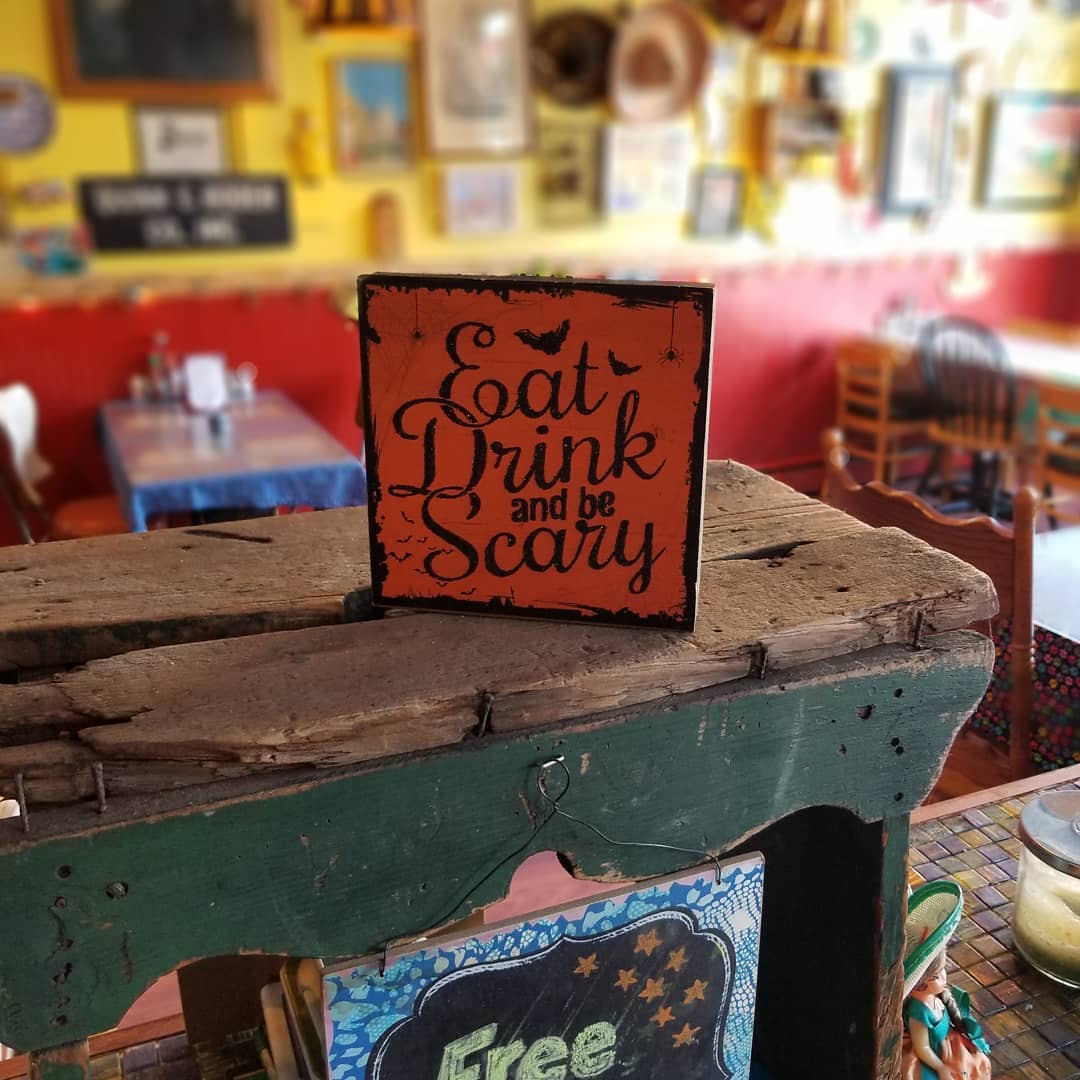 Eat
Drink
and be
Scary
Free